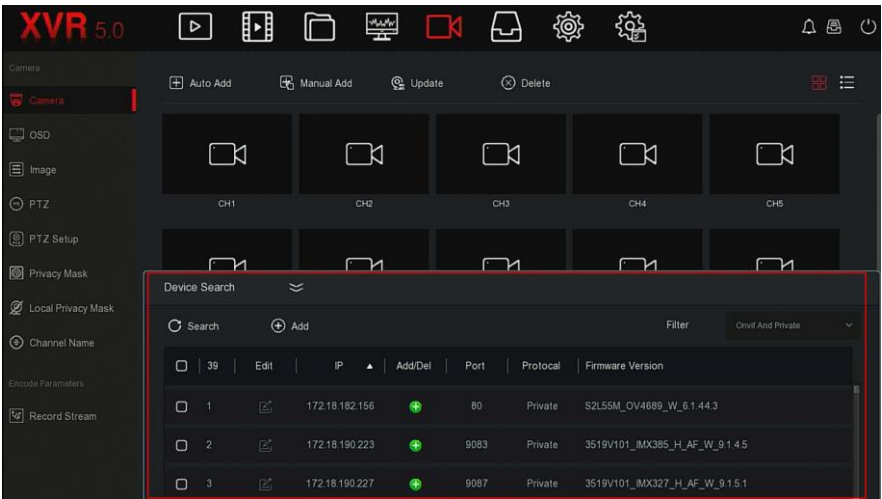 XVR 5.0
Camera
Auto Add Manual Add Update Delete
Camera
OSD
Image
CH1 CH2 CH3 CH4 CH5
PTZ
PTZ Setup
Privacy Mask
Device Search
Local Privacy Mask
Search Add Filter Onvif And Private
Channel Name
39 Edit IP Add/Del Port Protocal Firmware Version
Encode Parameters
1 172.18.182.156 80 Private S2L55M_OV4689_W_6.1.44.3
Record Stream
2 172.18.190.223 9083 Private 3519V101_IMX385_H_AF_W_9.1.4.5
3 172.18.190.227 9087 Private 3519V101_IMX327_H_AF_W_9.1.5.1